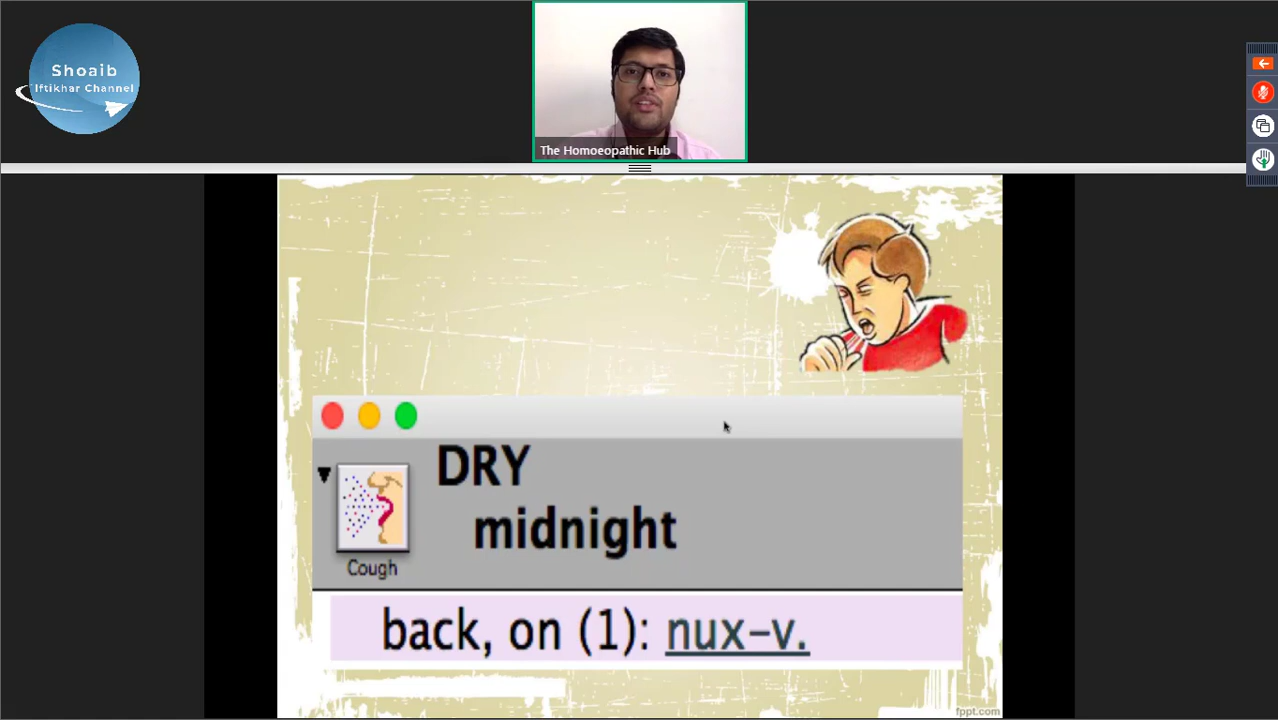 Shoaib
Iftikhar Channel
The Homoeopathic Hub
DRY
midnight
Cough
back, on (1): nux-v.
fppt.com